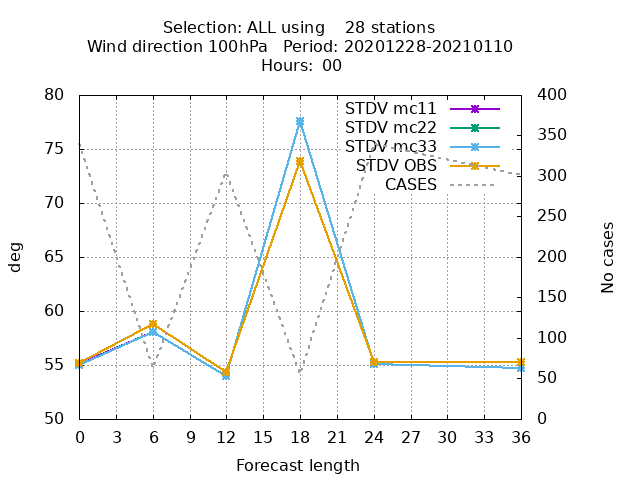 Selection: ALL using 28 stations
Wind direction 100hPa Period: 20201228-20210110
Hours: 00
80 400
STDV mc11
STDV mc22
STDV mc33
STDV OBS
CASES
75 350
70 300
65 250
60 200
55 150
50 100
50
0
deg
No cases
0 3 6 9 12 15 18 21 24 27 30 33 36
Forecast length